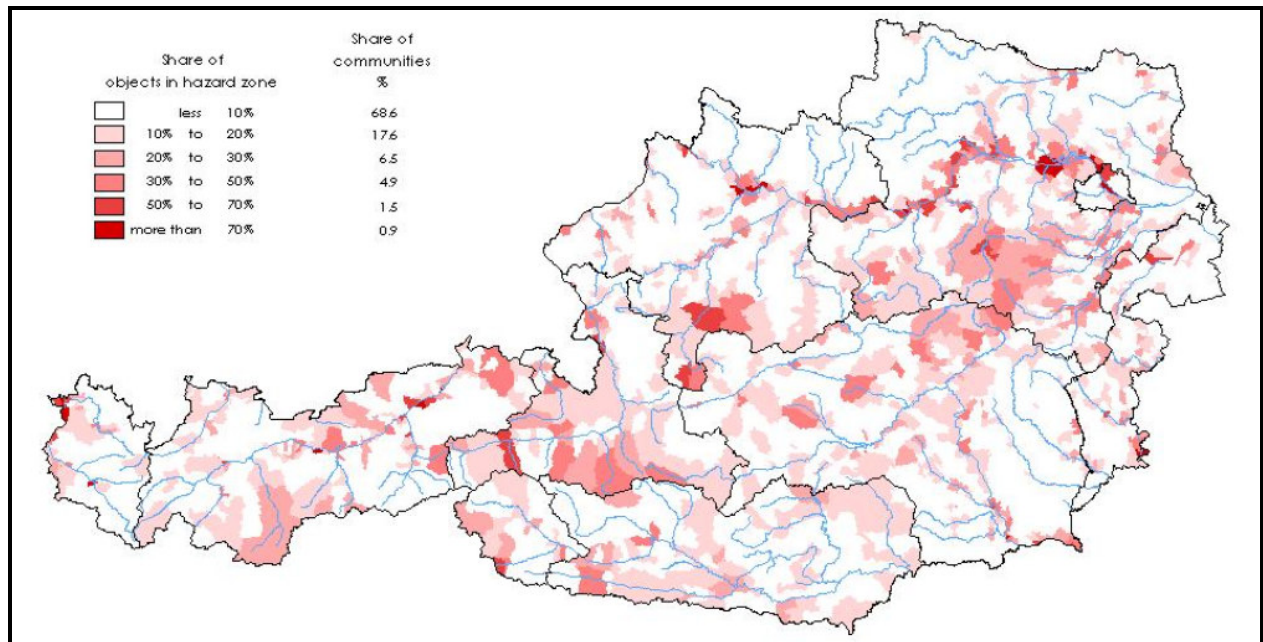 Share of objects in hazard zone
Share of communities %
less 10% 68.6
10% to 20% 17.6
20% to 30% 6.5
30% to 50% 4.9
50% to 70% 1.5
more than 70% 0.9